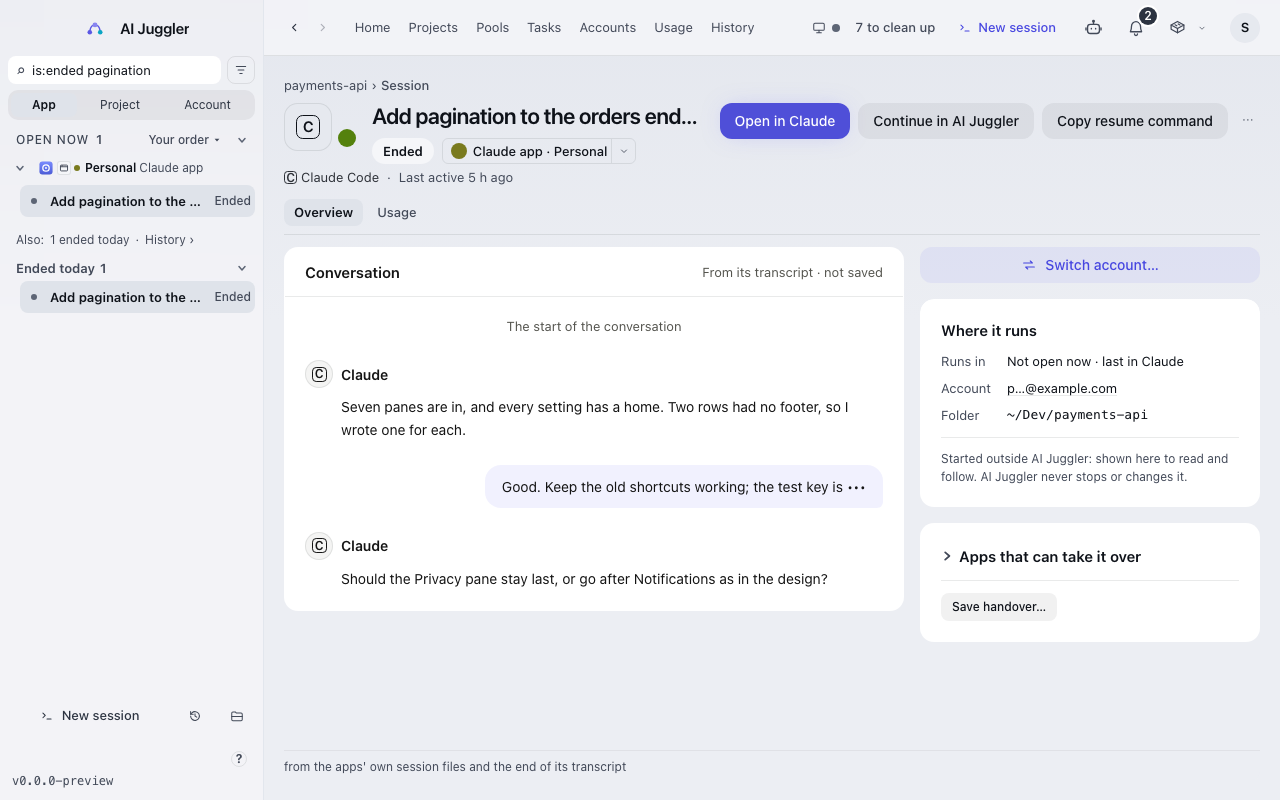 AI Juggler
is:ended pagination
App Project Account
OPEN NOW 1 Your order
Personal Claude app
Add pagination to the ... Ended
Also: 1 ended today · History ›
Ended today 1
Add pagination to the ... Ended
New session
?
v0.0.0-preview
‹ › Home Projects Pools Tasks Accounts Usage History 7 to clean up New session 2 S
payments-api › Session
C Add pagination to the orders end... Open in Claude Continue in AI Juggler Copy resume command ...
Ended Claude app · Personal
C Claude Code · Last active 5 h ago
Overview Usage
Conversation From its transcript · not saved
The start of the conversation
C Claude
Seven panes are in, and every setting has a home. Two rows had no footer, so I
wrote one for each.
Good. Keep the old shortcuts working; the test key is •••
C Claude
Should the Privacy pane stay last, or go after Notifications as in the design?
Switch account...
Where it runs
Runs in Not open now · last in Claude
Account p...@example.com
Folder ~/Dev/payments-api
Started outside AI Juggler: shown here to read and
follow. AI Juggler never stops or changes it.
Apps that can take it over
Save handover...
from the apps' own session files and the end of its transcript